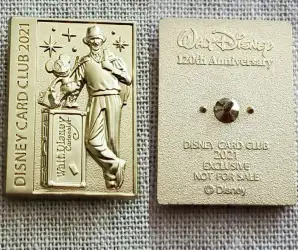 DISNEY CARD CLUB 2021
Walt Disney
Company
Walt Disney
120th Anniversary
DISNEY CARD CLUB
2021
EXCLUSIVE
NOT FOR SALE
© Disney